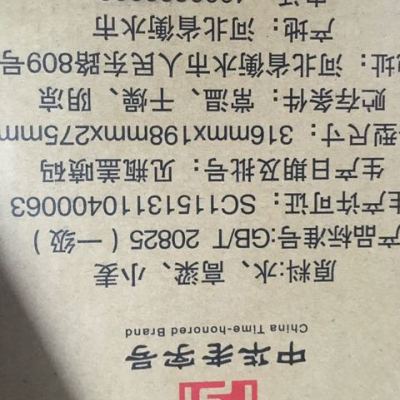 中华老字号
China Time-honored Brand
原料:水、高粱、小麦
产品标准号:GB/T 20825（一级）
生产许可证: SC11513110400063
生产日期及批号: 见瓶盖喷码
型尺寸: 316mmx198mmx275mm
贮存条件: 常温、干燥、阴凉
址: 河北省衡水市人民东路809号
产地: 河北省衡水市